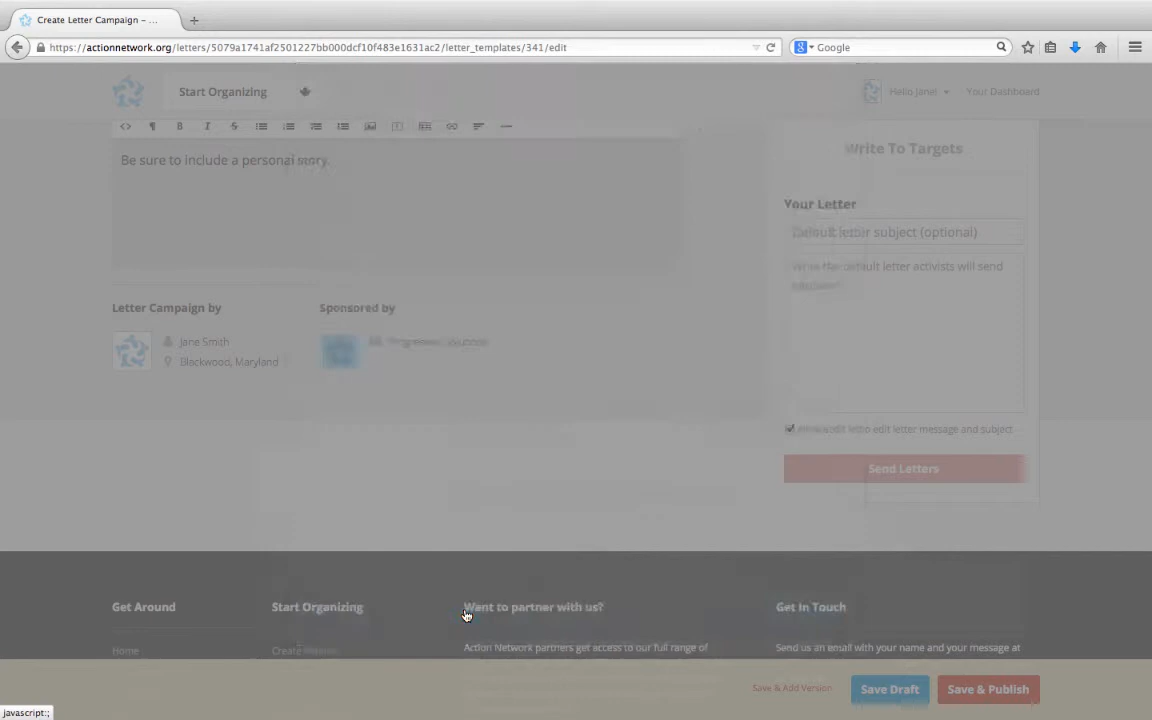 Create Letter Campaign – ...
https://actionnetwork.org/letters/5079a1741af2501227bb000dcf10f483e1631ac2/letter_templates/341/edit
Google
Start Organizing
Hello Jane!
Your Dashboard
Be sure to include a personal story.
Write To Targets
Your Letter
Default letter subject (optional)
Write the default letter activists will send
Letter Campaign by
Sponsored by
Jane Smith
Progressive Solutions
Blackwood, Maryland
edit letter message and subject
Send Letters
Get Around
Start Organizing
Want to partner with us?
Get In Touch
Home
Create
Action Network partners get access to our full range of
Send us an email with your name and your message at
Save & Add Version
Save Draft
Save & Publish
javascript:;